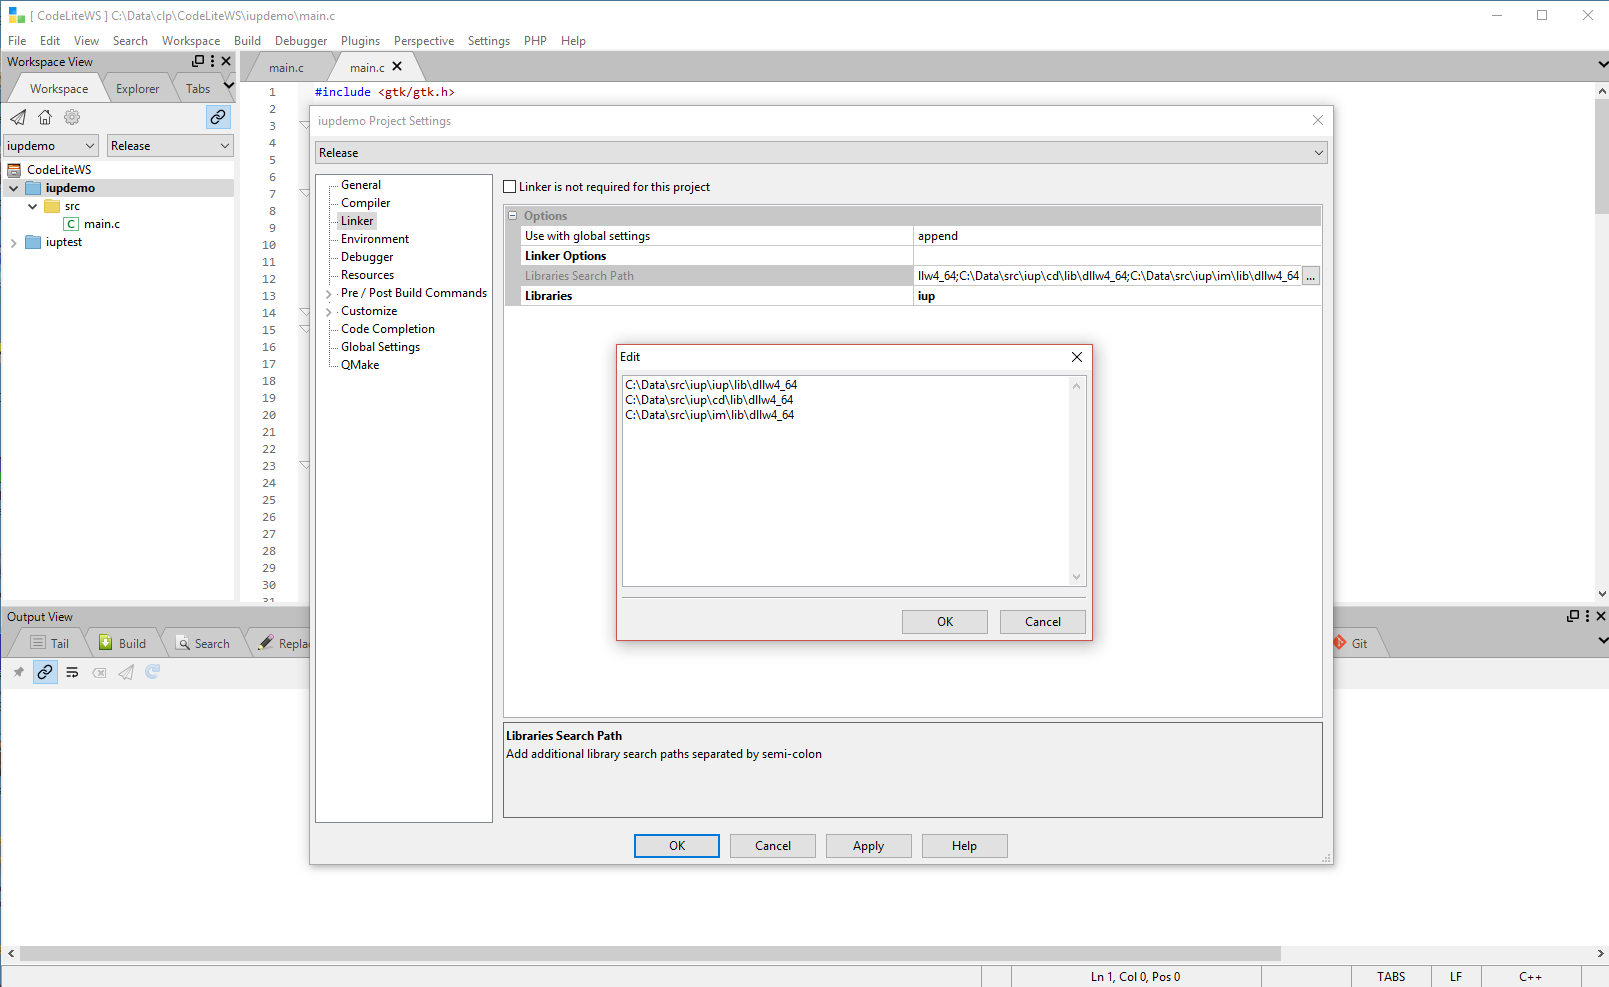 [ CodeLiteWS ] C:\Data\clp\CodeLiteWS\iupdemo\main.c
File Edit View Search Workspace Build Debugger Plugins Perspective Settings PHP Help
Workspace View
Workspace Explorer Tabs
iupdemo Release
CodeLiteWS
iupdemo
src
C main.c
iuptest
main.c main.c
1 #include <gtk/gtk.h>
2
3
4
5
6
7
8
9
10
11
12
13
14
15
16
17
18
19
20
21
22
23
24
25
26
27
28
29
30
31
iupdemo Project Settings
Release
General
Compiler
Linker
Environment
Debugger
Resources
Pre / Post Build Commands
Customize
Code Completion
Global Settings
QMake
Linker is not required for this project
Options
Use with global settings append
Linker Options
Libraries Search Path llw4_64;C:\Data\src\iup\cd\lib\dllw4_64;C:\Data\src\iup\im\lib\dllw4_64 ...
Libraries iup
Edit
C:\Data\src\iup\iup\lib\dllw4_64
C:\Data\src\iup\cd\lib\dllw4_64
C:\Data\src\iup\im\lib\dllw4_64
OK Cancel
Libraries Search Path
Add additional library search paths separated by semi-colon
OK Cancel Apply Help
Output View
Tail Build Search Replac Git
Ln 1, Col 0, Pos 0 TABS LF C++